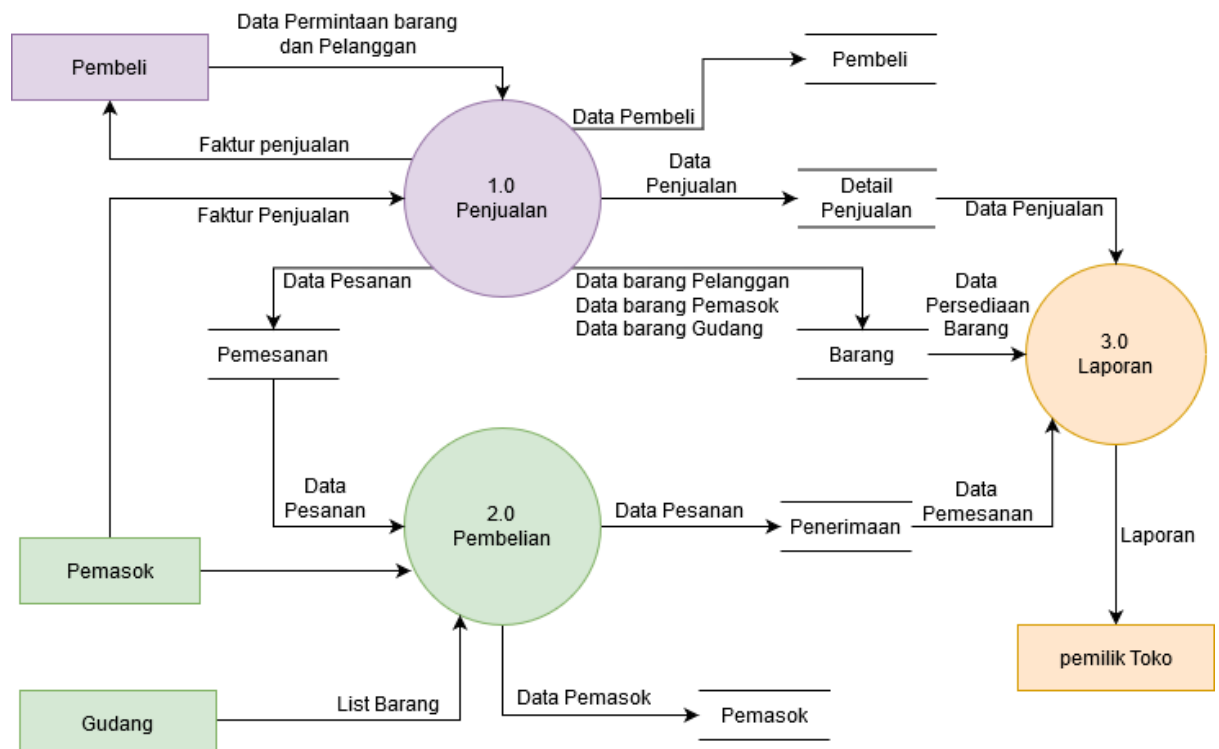 Data Permintaan barang
dan Pelanggan
Pembeli
Pembeli
Data Pembeli
Faktur penjualan
1.0
Penjualan
Data
Penjualan
Detail
Penjualan
Data Penjualan
Faktur Penjualan
Data Pesanan
Data barang Pelanggan
Data barang Pemasok
Data barang Gudang
Data
Persediaan
Barang
Pemesanan
Barang
3.0
Laporan
Data
Pesanan
2.0
Pembelian
Data Pesanan
Penerimaan
Data
Pemesanan
Laporan
Pemasok
pemilik Toko
List Barang
Gudang
Data Pemasok
Pemasok